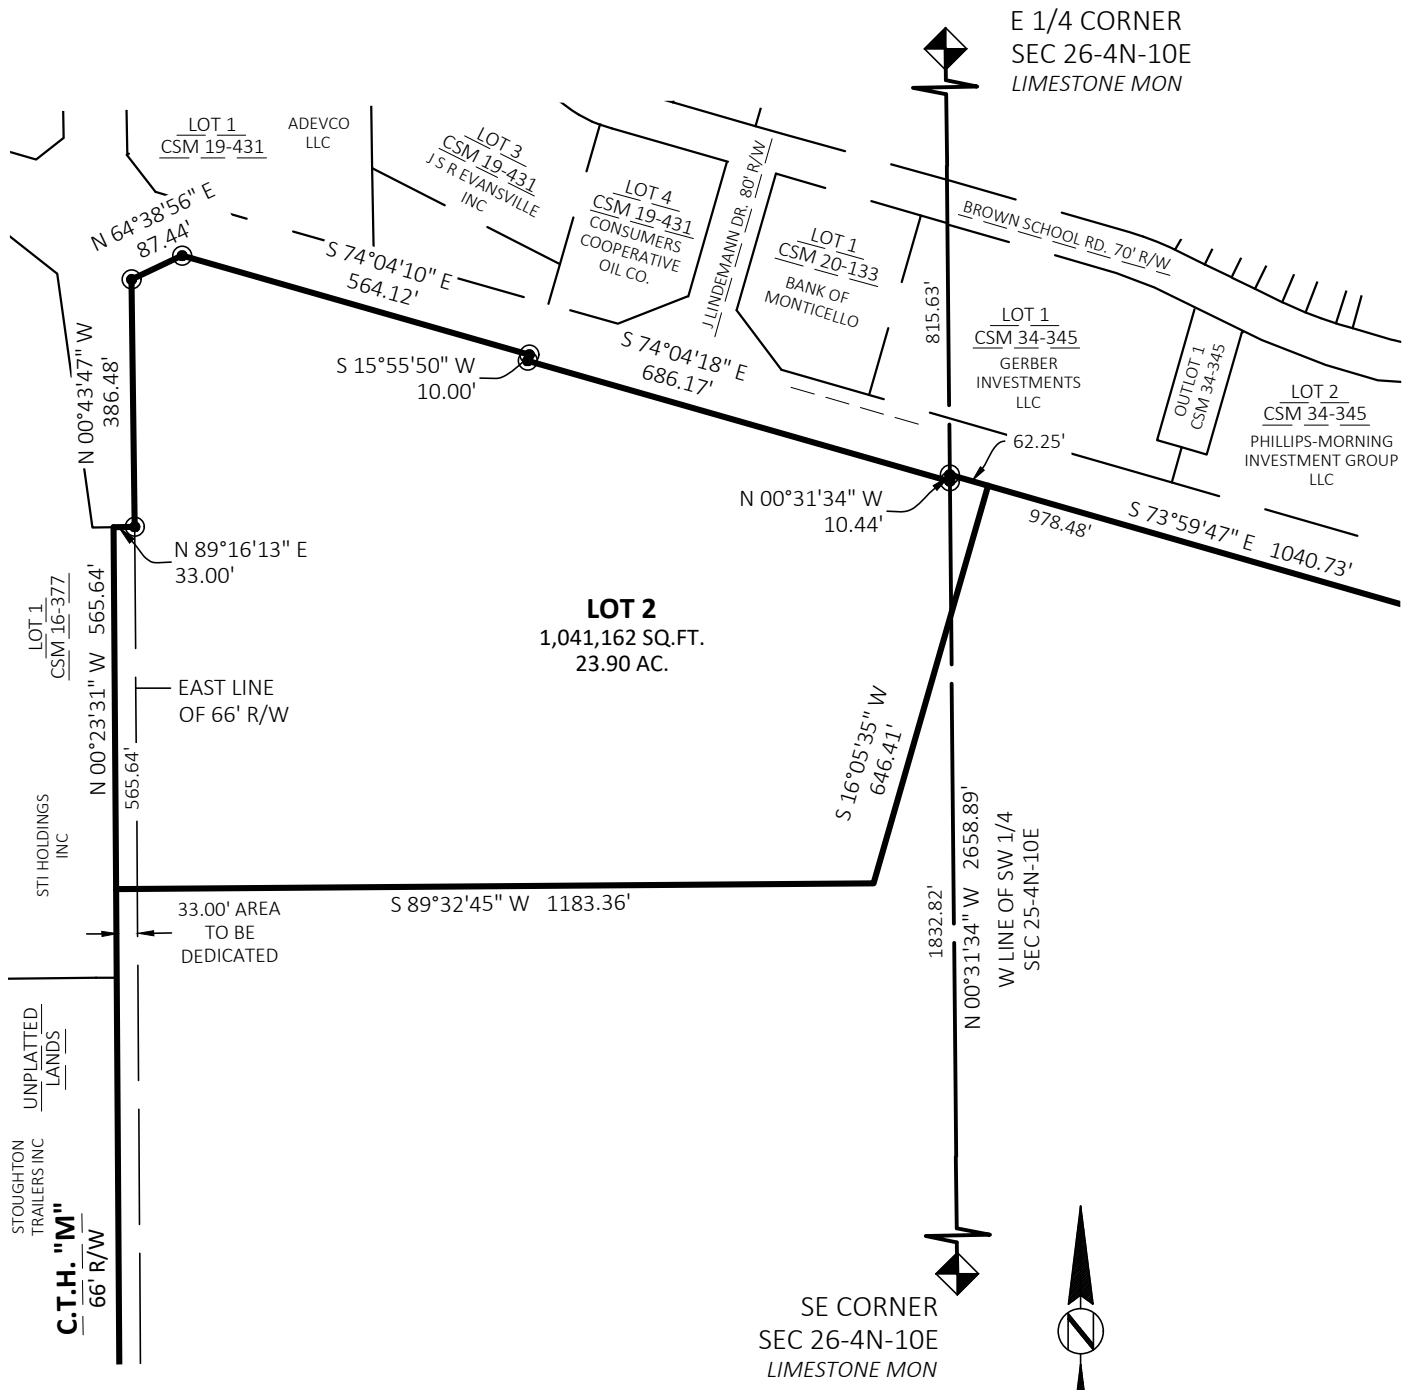 E 1/4 CORNER
SEC 26-4N-10E
LIMESTONE MON
LOT 1
CSM 19-431
ADEVCO
LLC
LOT 3
CSM 19-431
J S R EVANSVILLE
INC
LOT 4
CSM 19-431
CONSUMERS
COOPERATIVE
OIL CO.
J LINDEMANN DR. 80' R/W
LOT 1
CSM 20-133
BANK OF
MONTICELLO
BROWN SCHOOL RD. 70' R/W
815.63'
LOT 1
CSM 34-345
GERBER
INVESTMENTS
LLC
OUTLOT 1
CSM 34-345
LOT 2
CSM 34-345
PHILLIPS-MORNING
INVESTMENT GROUP
LLC
N 64°38'56" E
87.44'
S 74°04'10" E
564.12'
S 15°55'50" W
10.00'
S 74°04'18" E
686.17'
62.25'
N 00°31'34" W
10.44'
978.48'
S 73°59'47" E 1040.73'
N 00°43'47" W
386.48'
N 89°16'13" E
33.00'
LOT 1
CSM 16-377
N 00°23'31" W 565.64'
565.64'
EAST LINE
OF 66' R/W
LOT 2
1,041,162 SQ.FT.
23.90 AC.
S 16°05'35" W
646.41'
STI HOLDINGS
INC
S 89°32'45" W 1183.36'
33.00' AREA
TO BE
DEDICATED
1832.82'
N 00°31'34" W 2658.89'
W LINE OF SW 1/4
SEC 25-4N-10E
UNPLATTED
LANDS
STOUGHTON
TRAILERS INC
C.T.H. "M"
66' R/W
SE CORNER
SEC 26-4N-10E
LIMESTONE MON
N